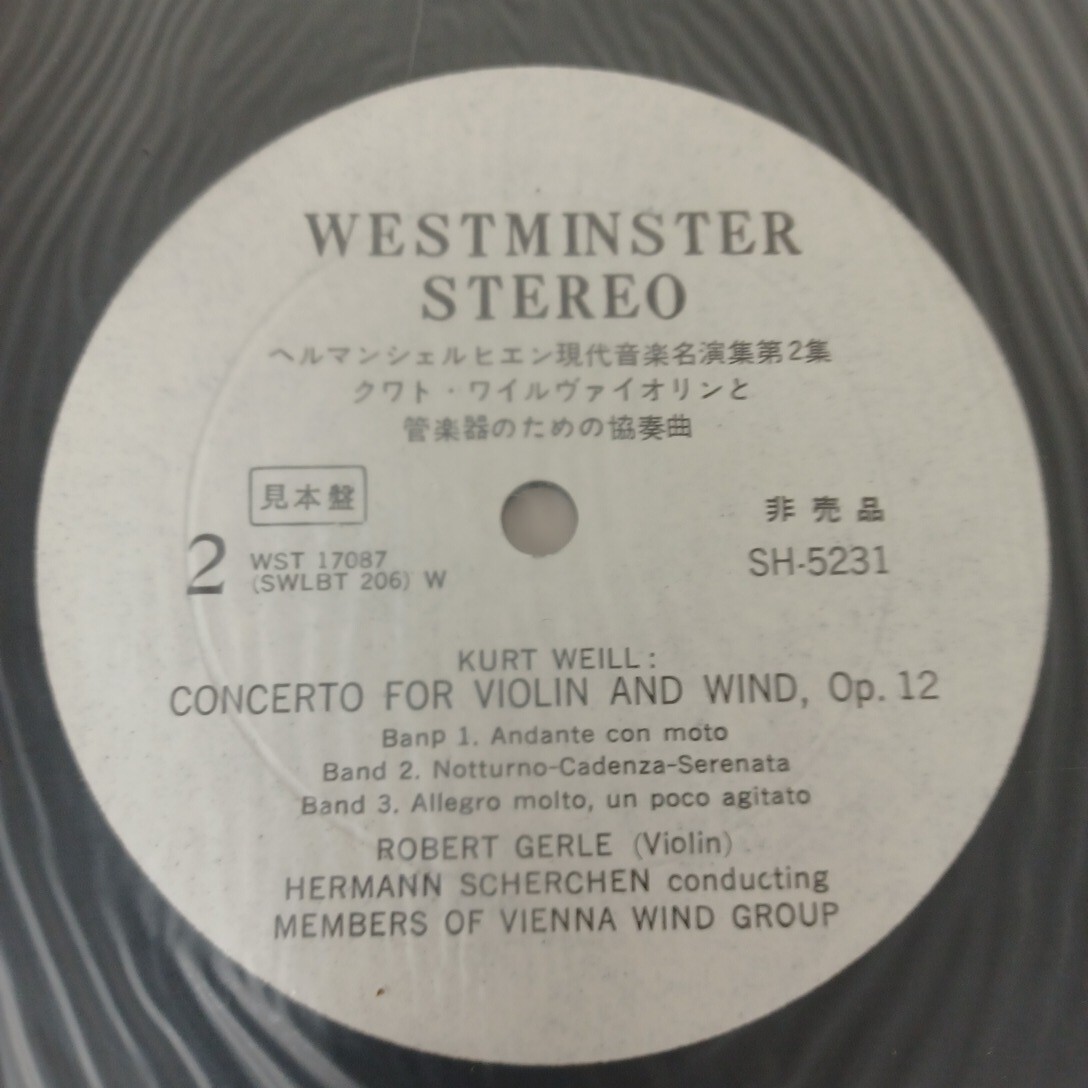 WESTMINSTER
STEREO
ヘルマンシェルヒエン現代音楽名演集第2集
クワト・ワイルヴァイオリンと
管楽器のための協奏曲
見本盤
非売品
2
WST 17087
(SWLBT 206) W
SH-5231
KURT WEILL:
CONCERTO FOR VIOLIN AND WIND, Op. 12
Banp 1. Andante con moto
Band 2. Notturno-Cadenza-Serenata
Band 3. Allegro molto, un poco agitato
ROBERT GERLE (Violin)
HERMANN SCHERCHEN conducting
MEMBERS OF VIENNA WIND GROUP